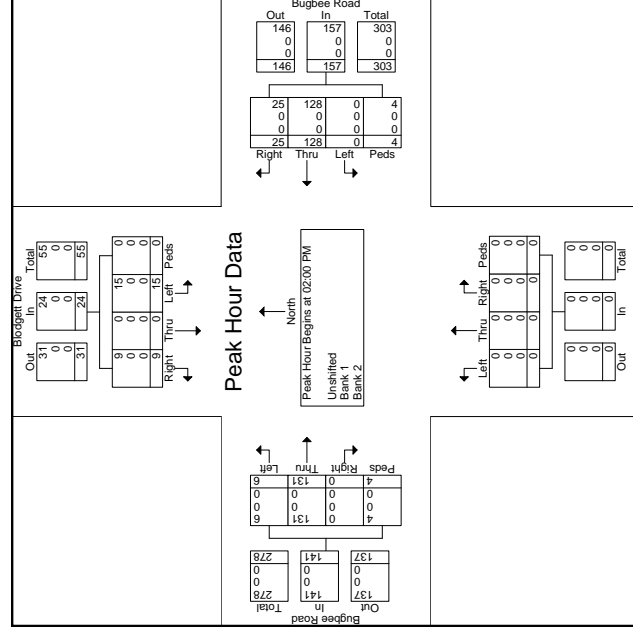 Bugbee Road
Out In Total
146 157 303
0 0 0
0 0 0
146 157 303
25 128 0 4
0 0 0 0
0 0 0 0
25 128 0 4
Right Thru Left Peds
Blodgett Drive
Out In Total
31 24 55
0 0 0
0 0 0
31 24 55
9 0 15 0
0 0 0 0
0 0 0 0
9 0 15 0
Right Thru Left Peds
Peak Hour Data
North
Peak Hour Begins at 02:00 PM
Unshifted
Bank 1
Bank 2
Left Thru Right Peds
0 0 0 0
0 0 0 0
0 0 0 0
0 0 0 0
Out In Total
0 0 0
0 0 0
0 0 0
0 0 0
Left Thru Right Peds
6 131 0 4
0 0 0 0
0 0 0 0
6 131 0 4
278 141 137
0 0 0
0 0 0
278 141 137
Total In Out
Bugbee Road